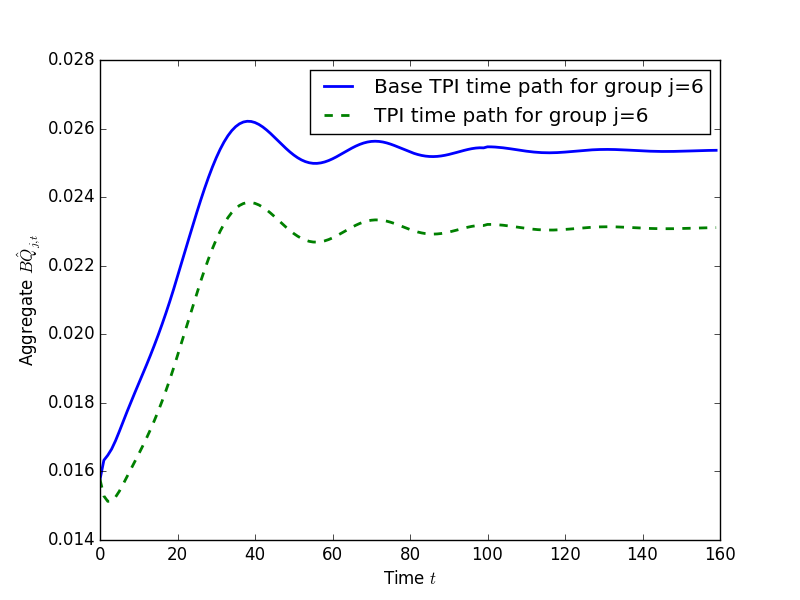 0.028
0.026
0.024
0.022
0.020
0.018
0.016
0.014
0 20 40 60 80 100 120 140 160
Aggregate $\hat{BQ}_{j,t}$
Time t
Base TPI time path for group j=6
TPI time path for group j=6